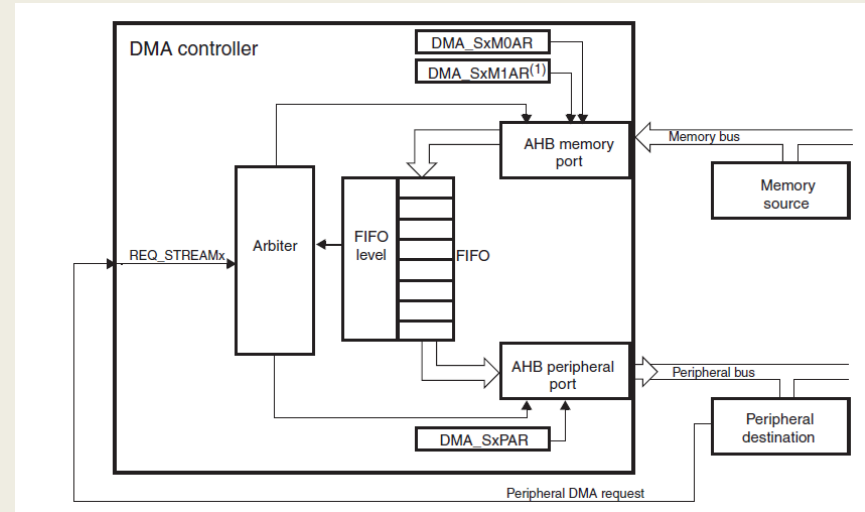 DMA controller
DMA_SxM0AR
DMA_SxM1AR(1)
AHB memory
port
Memory bus
Memory
source
REQ_STREAMx
Arbiter
FIFO
level
FIFO
AHB peripheral
port
Peripheral bus
DMA_SxPAR
Peripheral
destination
Peripheral DMA request